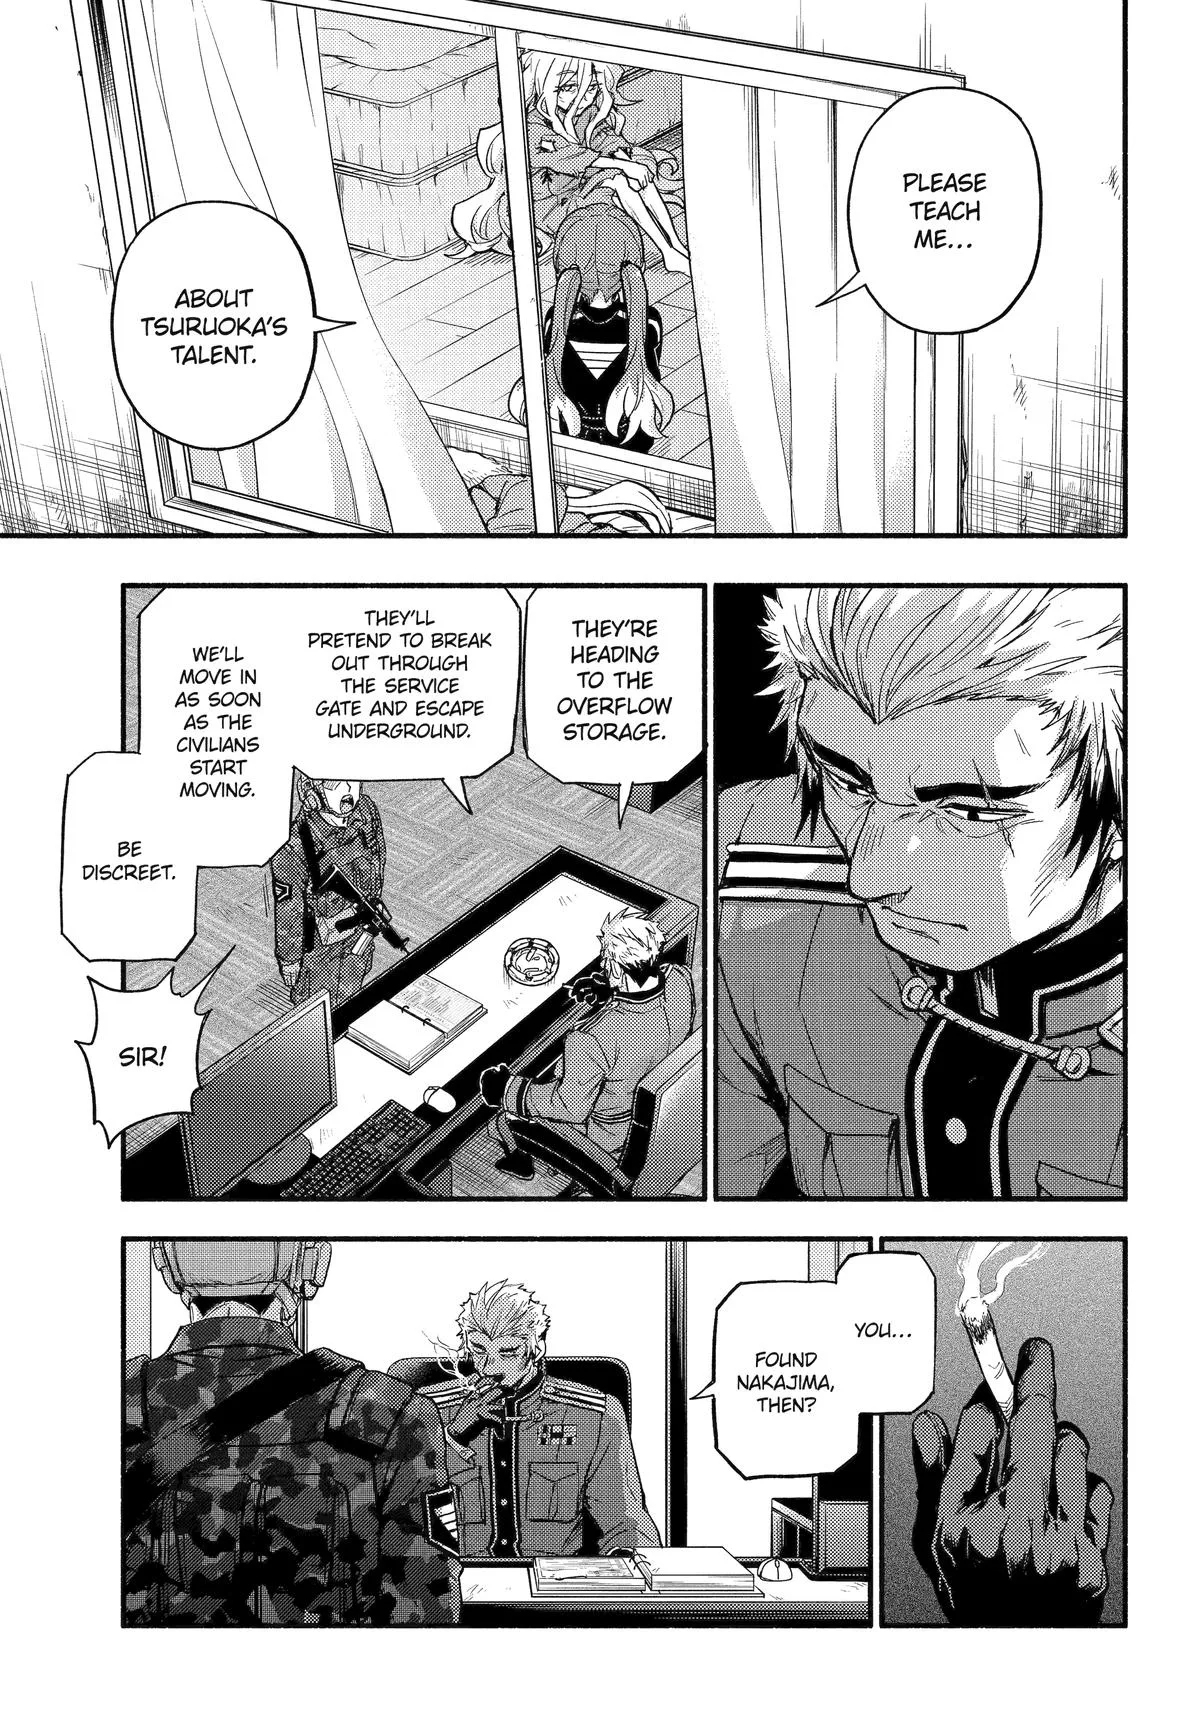 PLEASE
TEACH
ME...
ABOUT
TSURUOKA'S
TALENT.
THEY'RE
HEADING
TO THE
OVERFLOW
STORAGE.
THEY'LL
PRETEND TO BREAK
OUT THROUGH
THE SERVICE
GATE AND ESCAPE
UNDERGROUND.
WE'LL
MOVE IN
AS SOON
AS THE
CIVILIANS
START
MOVING.
BE
DISCREET.
SIR!
YOU...
FOUND
NAKAJIMA,
THEN?